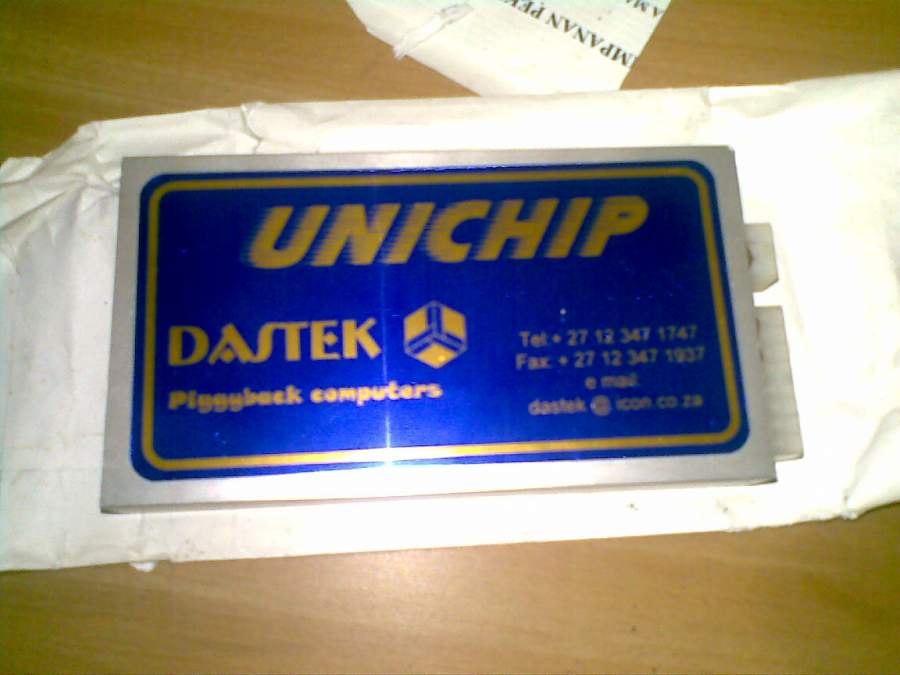 UNICHIP
DASTEK
Piggyback computers
Tel:+ 27 12 347 1747
Fax: + 27 12 347 1937
e mail:
dastek @ icon.co.za